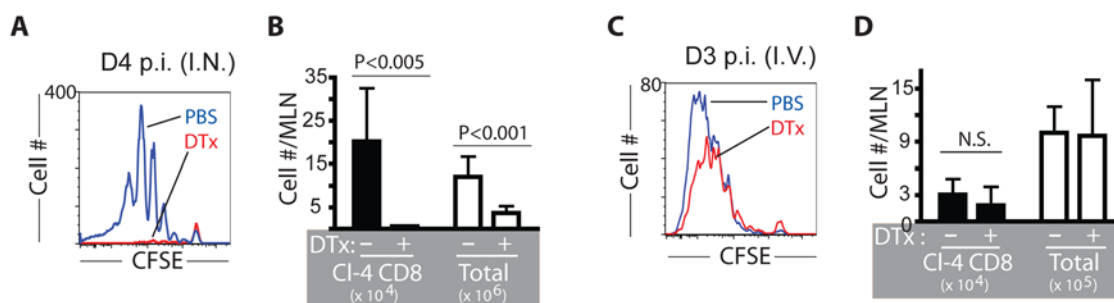 A
D4 p.i. (I.N.)
400
Cell #
PBS
DTx
CFSE
B
P<0.005
P<0.001
Cell #/MLN
35
25
15
5
DTx: – + – +
Cl-4 CD8 Total
(x 10⁴) (x 10⁶)
C
D3 p.i. (I.V.)
80
Cell #
PBS
DTx
CFSE
D
N.S.
Cell #/MLN
15
9
3
0
DTx : – + – +
Cl-4 CD8 Total
(x 10⁴) (x 10⁵)